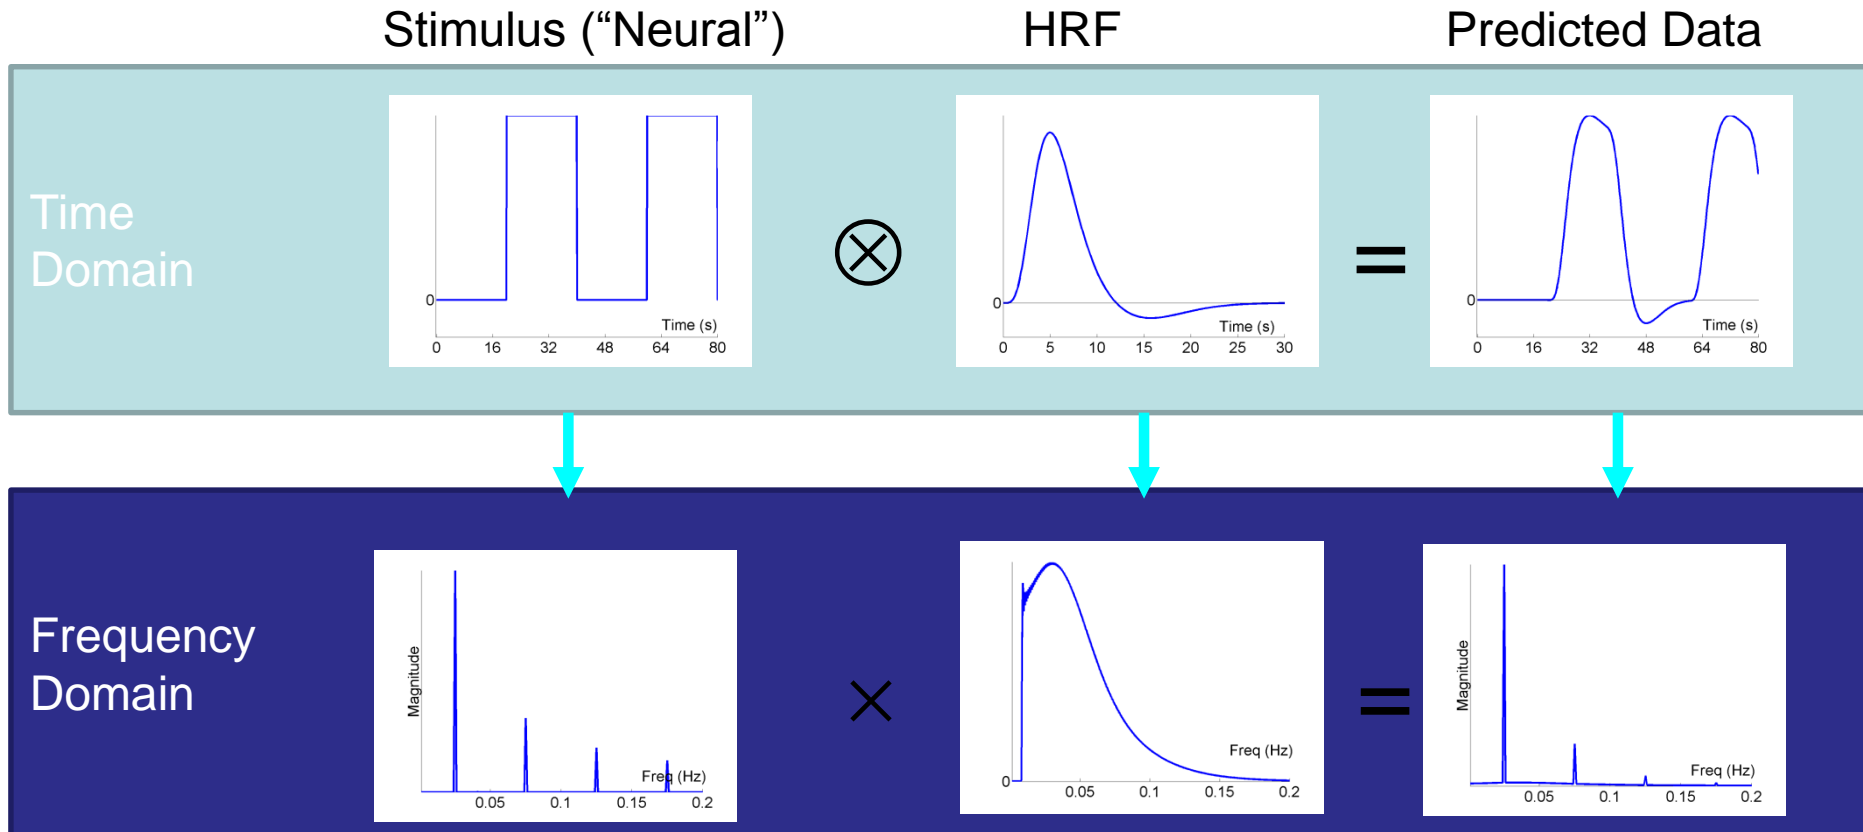 Stimulus (“Neural”) HRF Predicted Data
Time
Domain
0
Time (s)
0 16 32 48 64 80
⊗
0
Time (s)
0 5 10 15 20 25 30
=
0
Time (s)
0 16 32 48 64 80
Frequency
Domain
Magnitude
Freq (Hz)
0.05 0.1 0.15 0.2
×
0
Freq (Hz)
0.05 0.1 0.15 0.2
=
Magnitude
Freq (Hz)
0.05 0.1 0.15 0.2